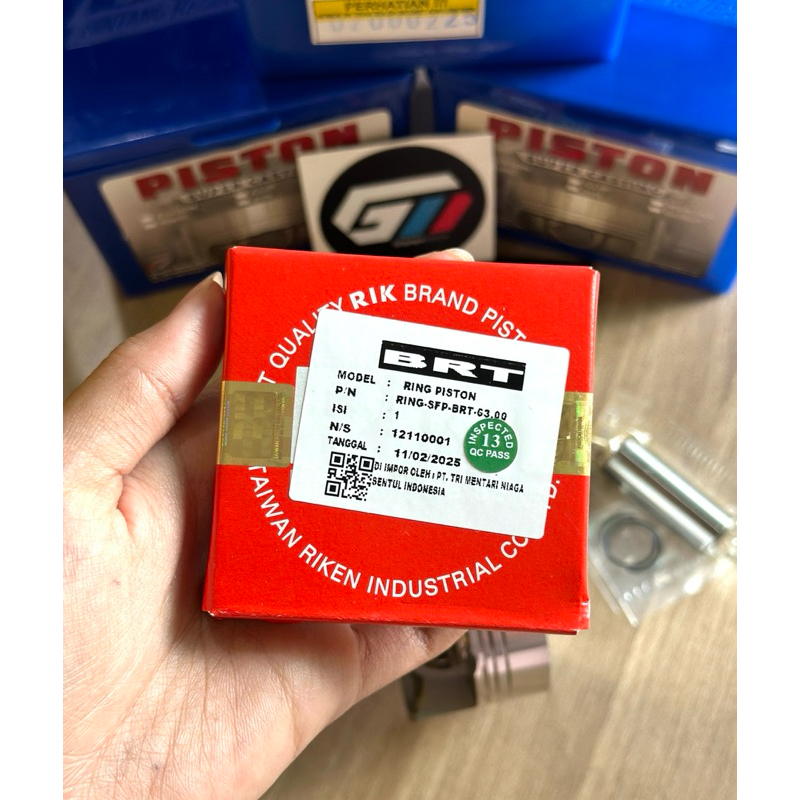 PERHATIAN !!!
PISTON
PISTON
QUALITY RIK BRAND PIST
BRT
MODEL : RING PISTON
P/N : RING-SFP-BRT-63.00
ISI : 1
N/S : 12110001
TANGGAL : 11/02/2025
DI IMPOR OLEH : PT. TRI MENTARI NIAGA
SENTUL INDONESIA
INSPECTED
13
QC PASS
TAIWAN RIKEN INDUSTRIAL CO